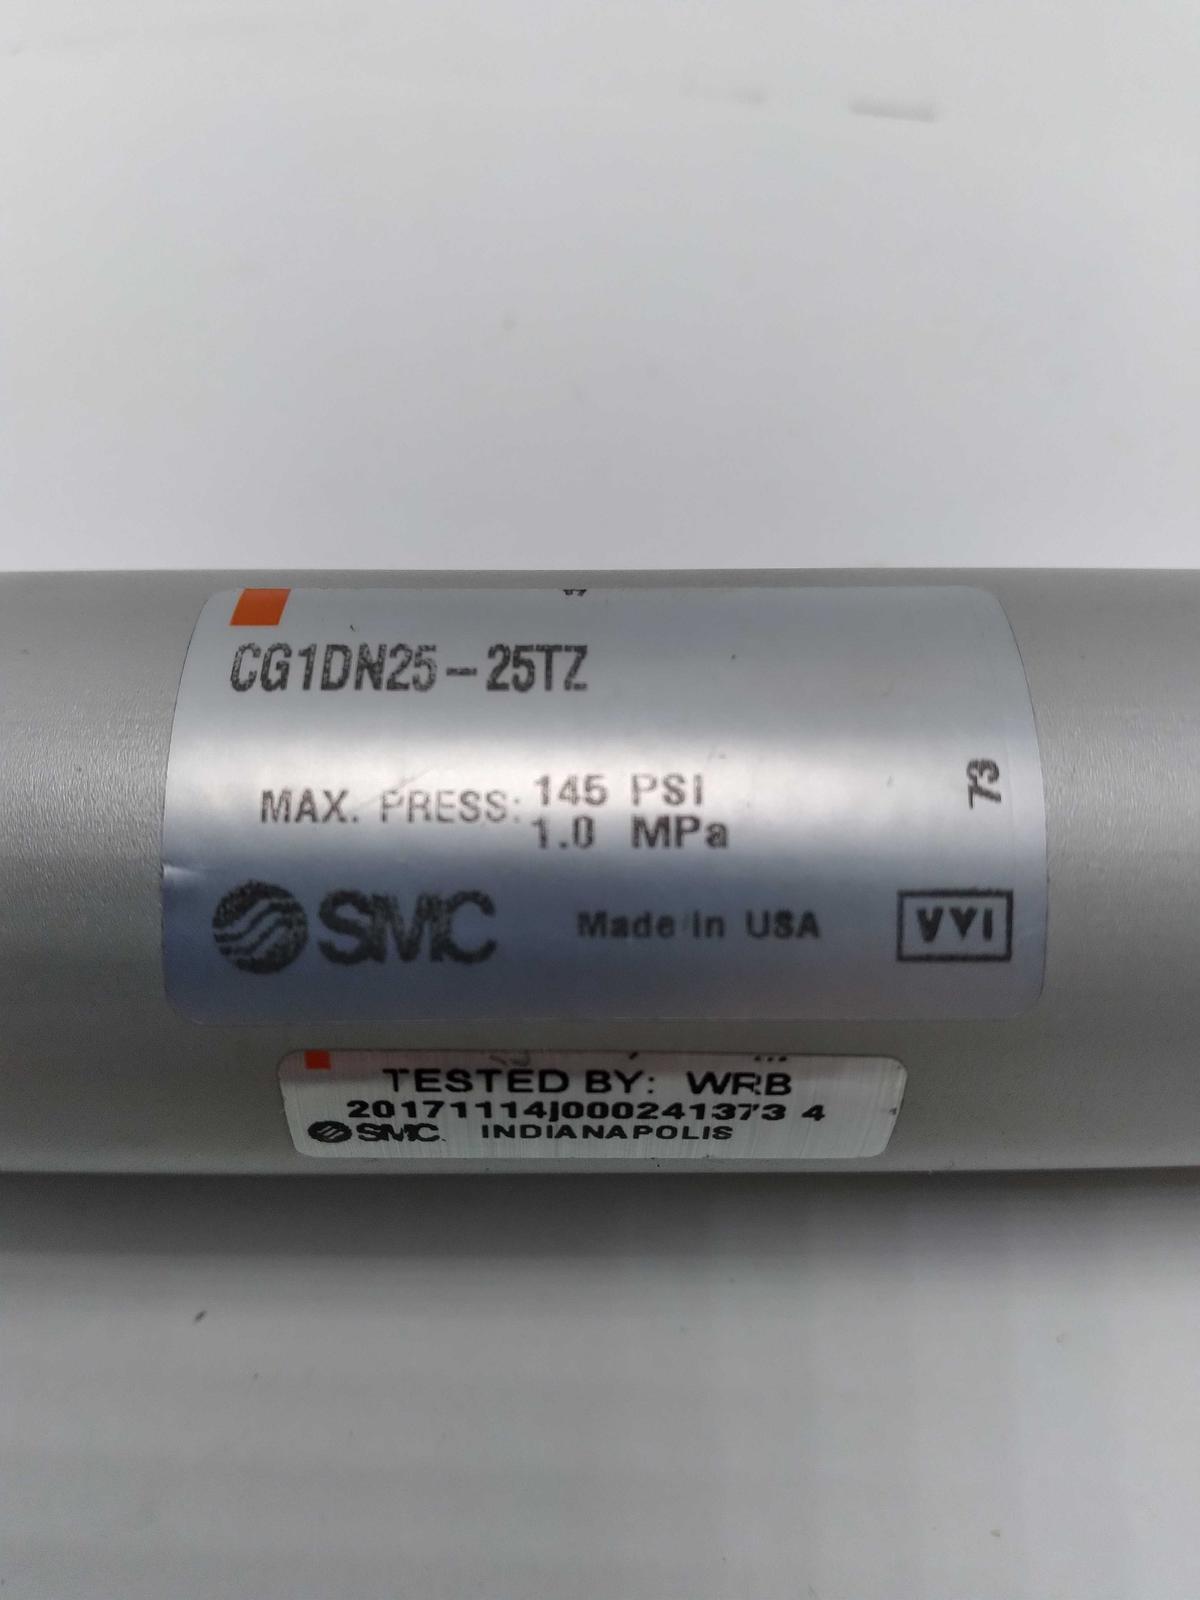 CG1DN25-25TZ
MAX. PRESS: 145 PSI
1.0 MPa
73
SMC Made in USA VYI
TESTED BY: WRB
20171114J000241373 4
SMC. INDIANAPOLIS